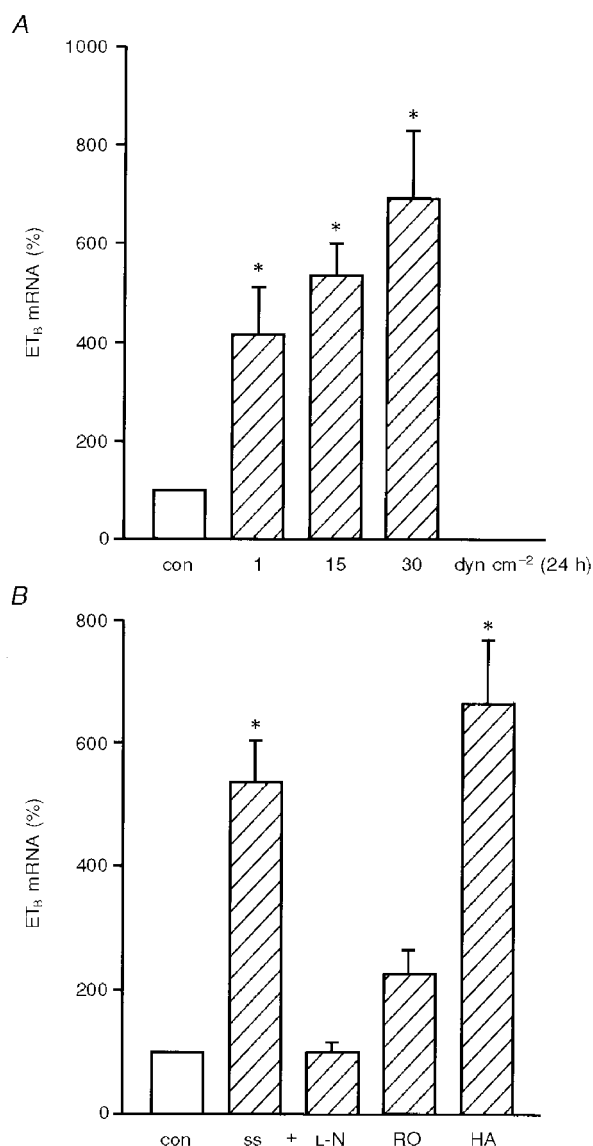 A
1000
800
600
400
200
0
ET_B mRNA (%)
*
*
*
con 1 15 30 dyn cm⁻² (24 h)
B
800
600
400
200
0
ET_B mRNA (%)
*
*
con ss + L-N RO HA